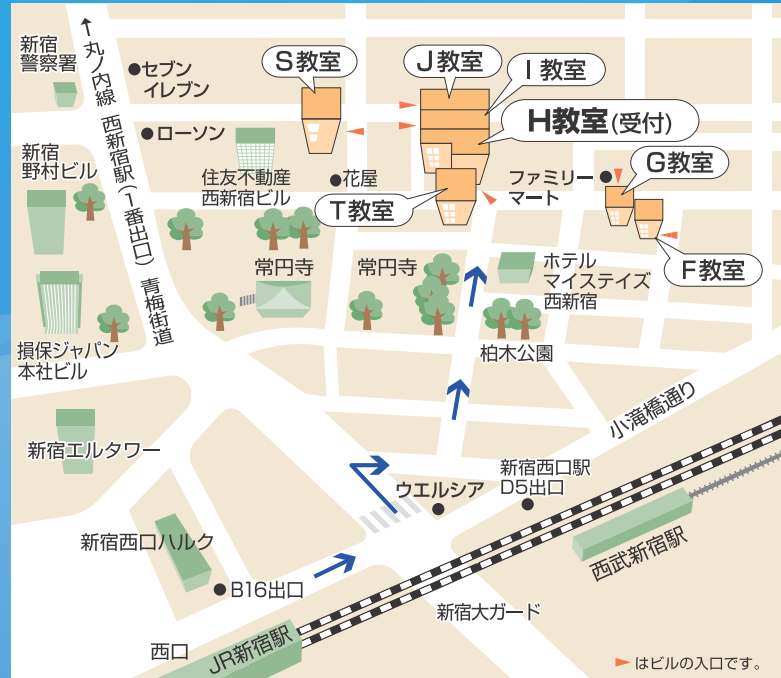 新宿
警察署
↑丸ノ内線 西新宿駅(1番出口) 青梅街道
セブン
イレブン
ローソン
S教室
J教室
I教室
H教室(受付)
新宿
野村ビル
住友不動産
西新宿ビル
花屋
T教室
ファミリー
マート
G教室
F教室
常円寺
常円寺
ホテル
マイステイズ
西新宿
損保ジャパン
本社ビル
柏木公園
小滝橋通り
新宿エルタワー
ウエルシア
新宿西口駅
D5出口
新宿西口ハルク
西武新宿駅
B16出口
新宿大ガード
西口
JR新宿駅
はビルの入口です。